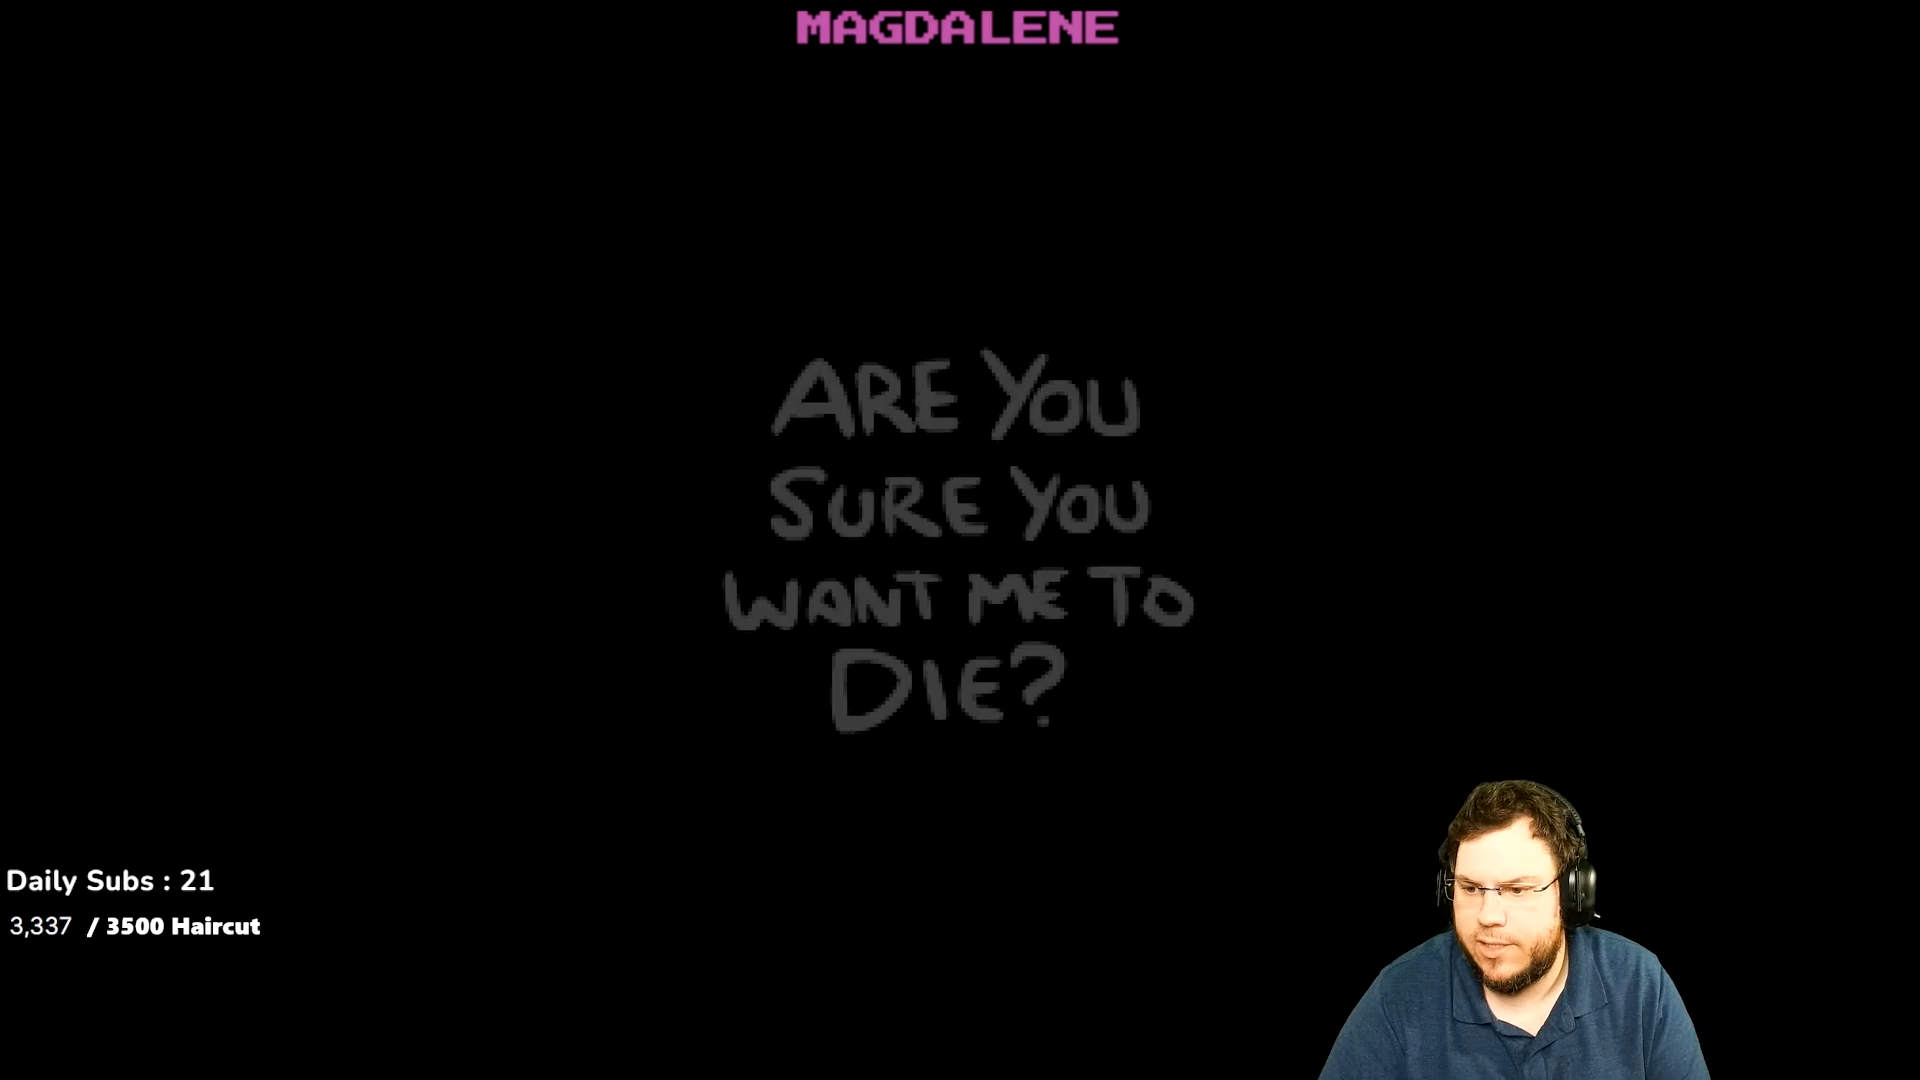 MAGDALENE
ARE YOU
SURE YOU
WANT ME TO
DIE?
Daily Subs : 21
3,337 / 3500 Haircut